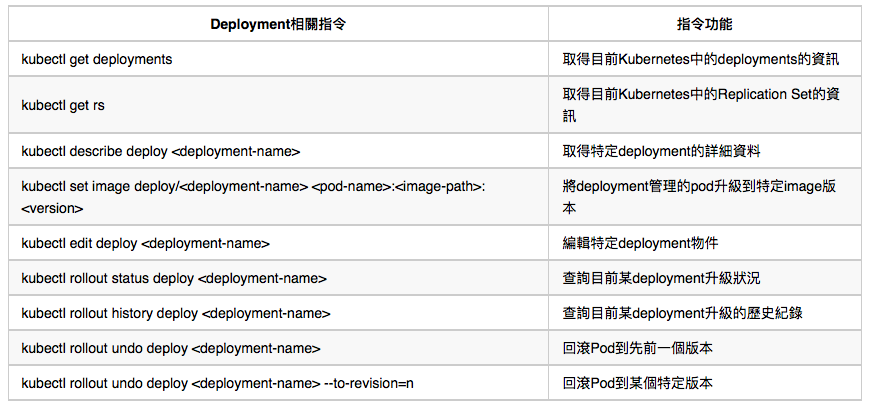 Deployment相關指令
指令功能
kubectl get deployments
取得目前Kubernetes中的deployments的資訊
kubectl get rs
取得目前Kubernetes中的Replication Set的資
訊
kubectl describe deploy <deployment-name>
取得特定deployment的詳細資料
kubectl set image deploy/<deployment-name> <pod-name>:<image-path>:
<version>
將deployment管理的pod升級到特定image版
本
kubectl edit deploy <deployment-name>
編輯特定deployment物件
kubectl rollout status deploy <deployment-name>
查詢目前某deployment升級狀況
kubectl rollout history deploy <deployment-name>
查詢目前某deployment升級的歷史紀錄
kubectl rollout undo deploy <deployment-name>
回滾Pod到先前一個版本
kubectl rollout undo deploy <deployment-name> --to-revision=n
回滾Pod到某個特定版本